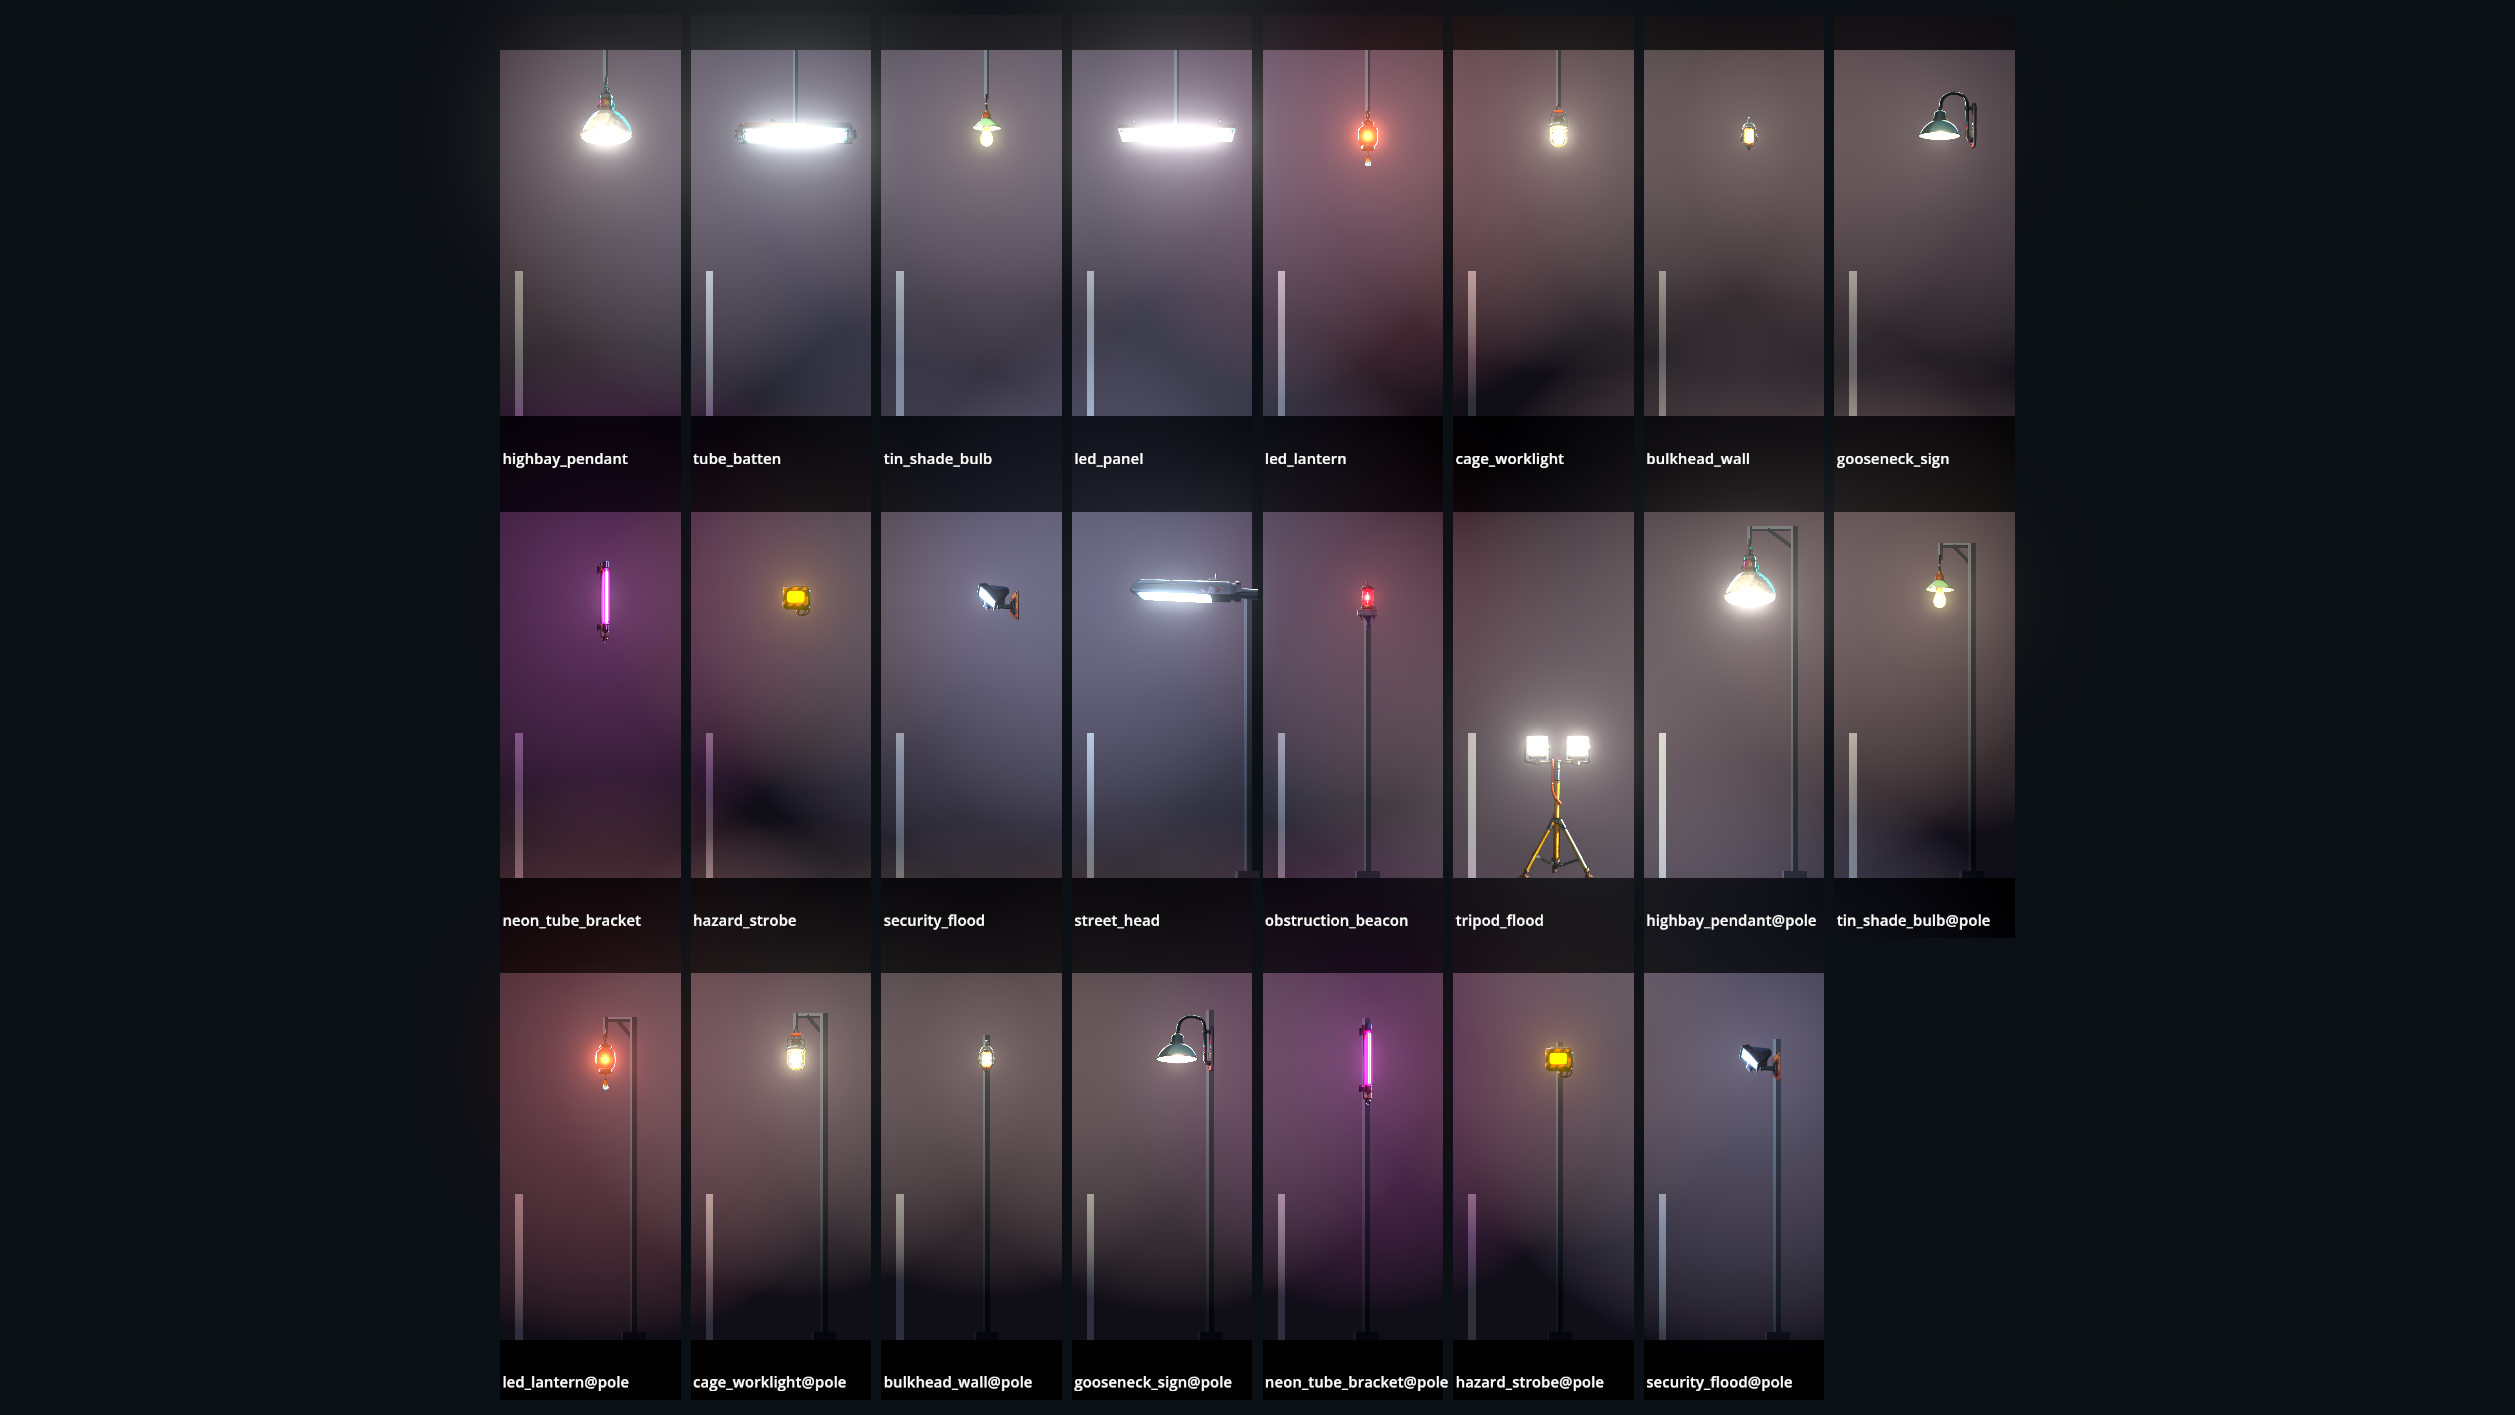 highbay_pendant
tube_batten
tin_shade_bulb
led_panel
led_lantern
cage_worklight
bulkhead_wall
gooseneck_sign
neon_tube_bracket
hazard_strobe
security_flood
street_head
obstruction_beacon
tripod_flood
highbay_pendant@pole
tin_shade_bulb@pole
led_lantern@pole
cage_worklight@pole
bulkhead_wall@pole
gooseneck_sign@pole
neon_tube_bracket@pole
hazard_strobe@pole
security_flood@pole